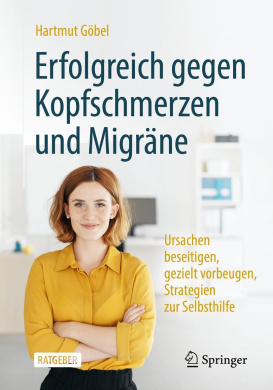 Hartmut Göbel
Erfolgreich gegen
Kopfschmerzen
und Migräne
Ursachen
beseitigen,
gezielt vorbeugen,
Strategien
zur Selbsthilfe
RATGEBER
Springer